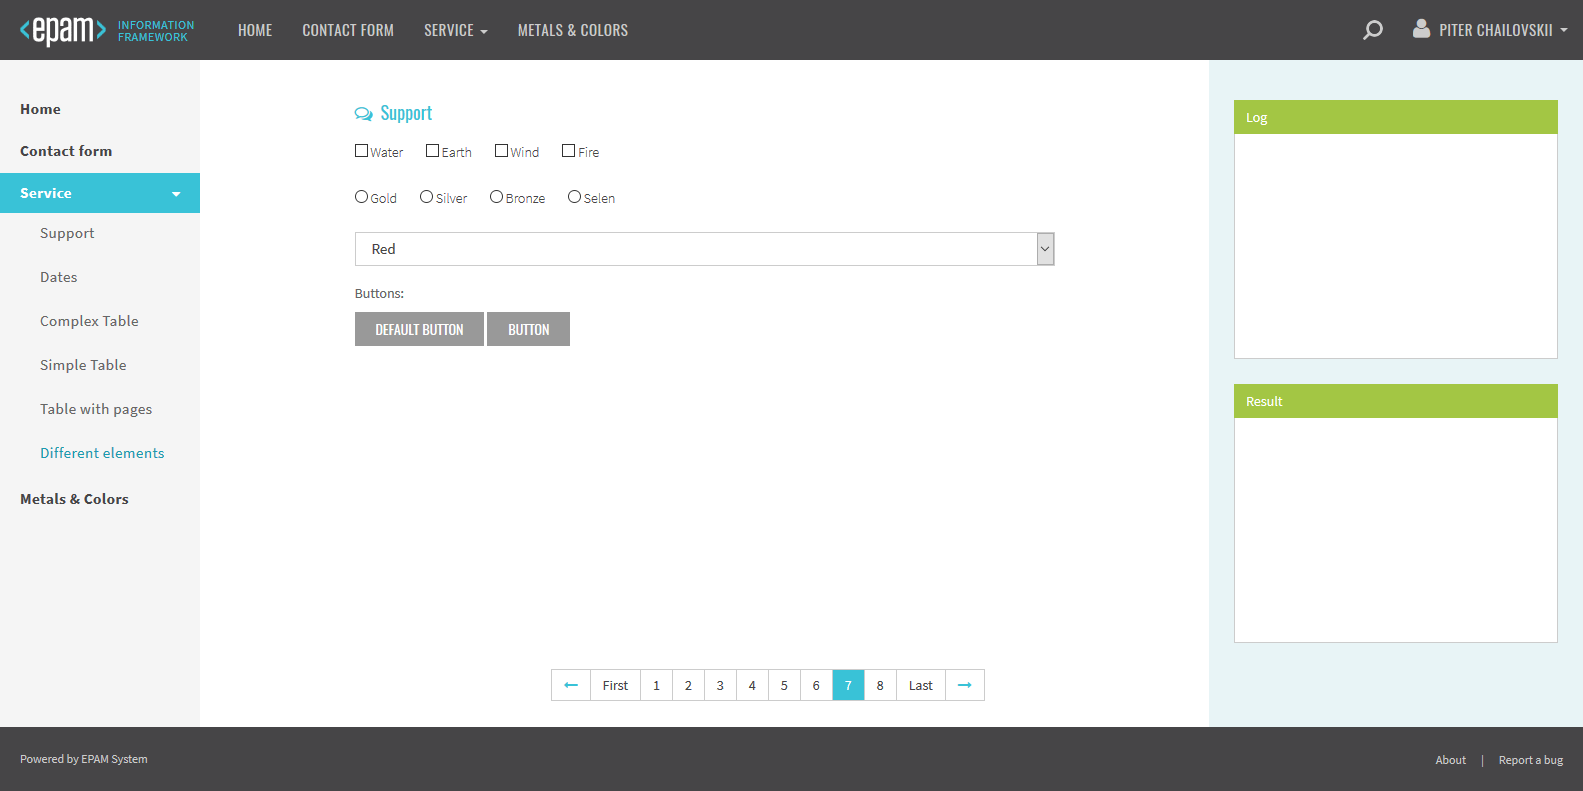 <epam> INFORMATION
FRAMEWORK
HOME CONTACT FORM SERVICE METALS & COLORS PITER CHAILOVSKII
Home
Contact form
Service
Support
Dates
Complex Table
Simple Table
Table with pages
Different elements
Metals & Colors
Support
Water Earth Wind Fire
Gold Silver Bronze Selen
Red
Buttons:
DEFAULT BUTTON BUTTON
Log
Result
First 1 2 3 4 5 6 7 8 Last
Powered by EPAM System
About | Report a bug